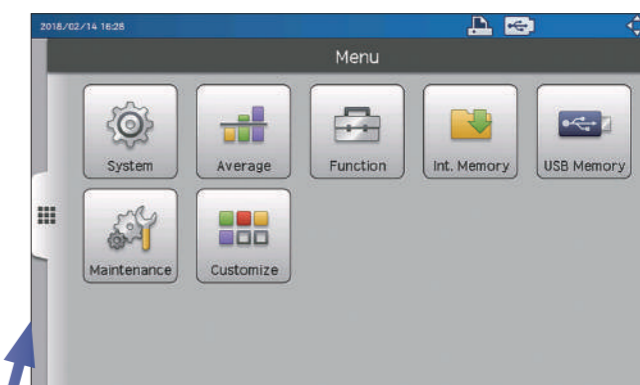 2018/02/14 16:28
Menu
System
Average
Function
Int. Memory
USB Memory
Maintenance
Customize